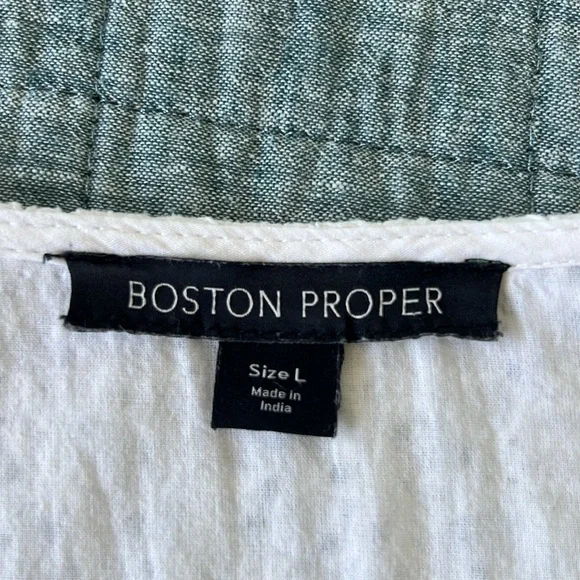 BOSTON PROPER
Size L
Made in
India